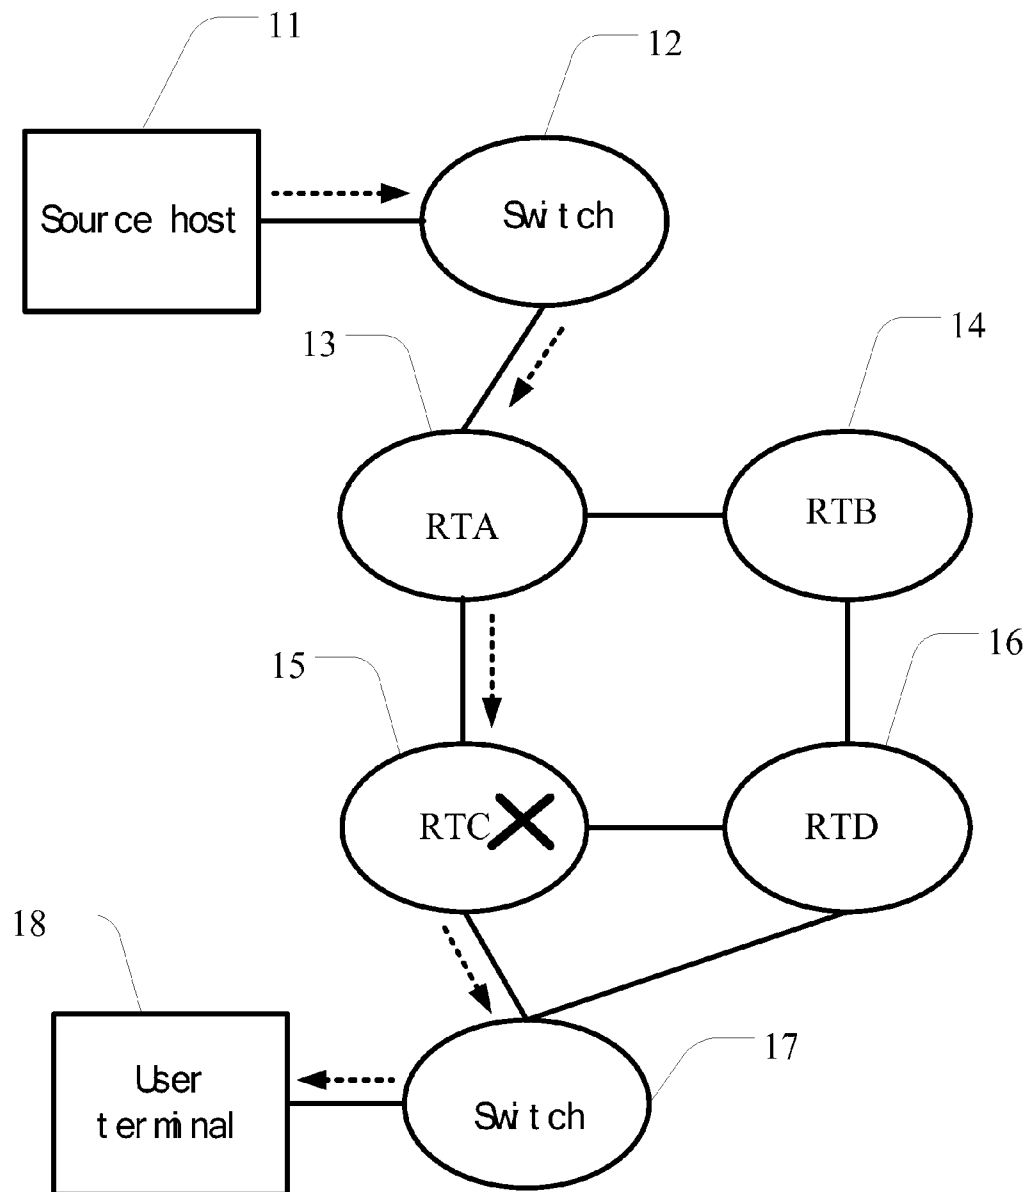 11
12
Source host
Switch
13
14
RTA
RTB
15
16
RTC
RTD
18
17
User
terminal
Switch